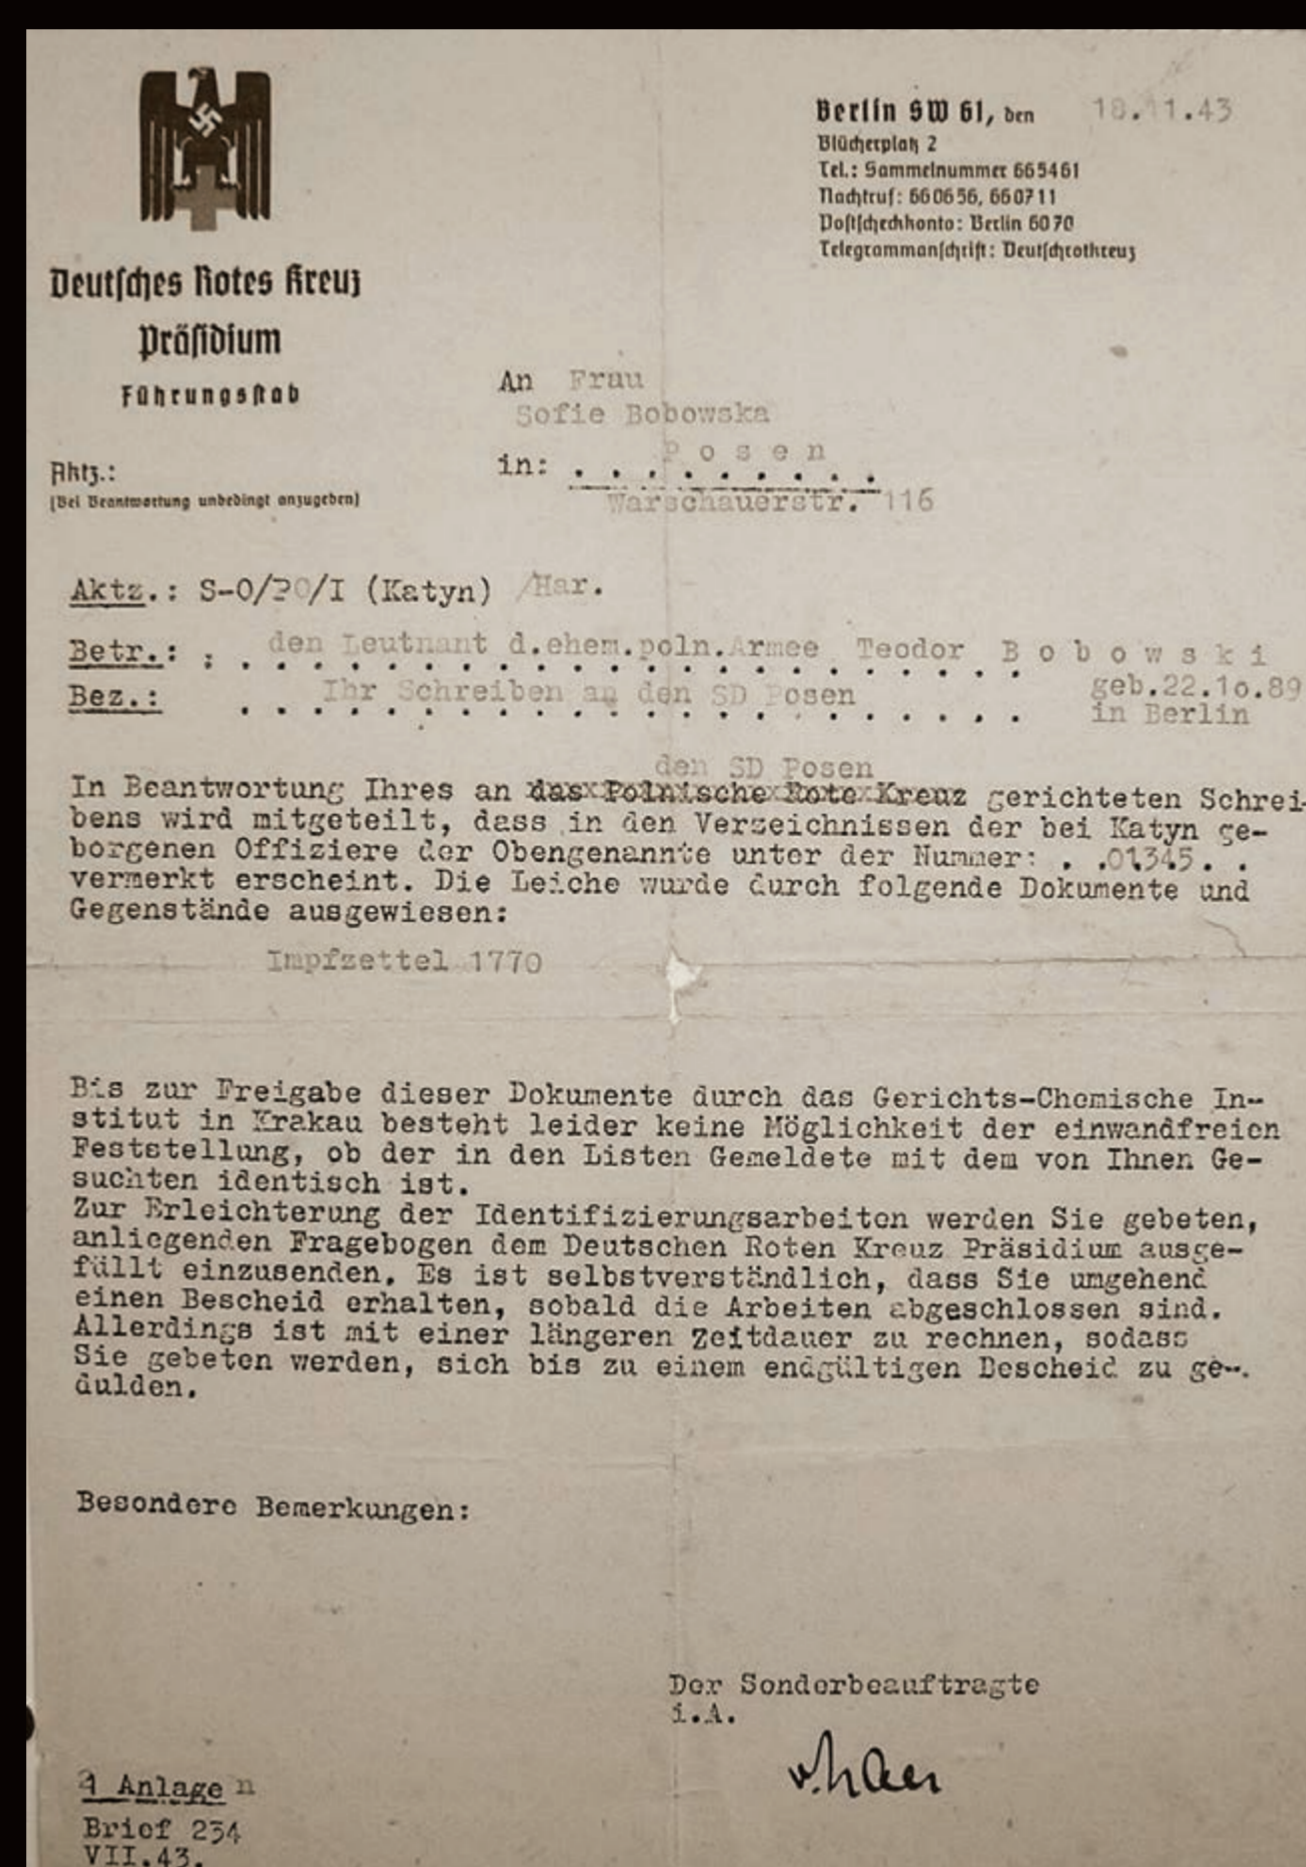 Berlin SW 61, den 18.11.43
Blücherplatz 2
Tel.: Sammelnummer 665461
Nachtruf: 660656, 660711
Postscheckkonto: Berlin 6070
Telegrammanschrift: Deutschrotkreuz
Deutsches Rotes Kreuz
Präsidium
Führungsstab
An Frau
Sofie Bobowska
in: Posen
Warschauerstr. 116
Aktz.:
(Bei Beantwortung unbedingt anzugeben)
Aktz.: S-0/20/I (Katyn) /Har.
Betr.: den Leutnant d.ehem.poln.Armee Teodor Bobowski
geb.22.10.89
Bez.: Ihr Schreiben an den SD Posen
in Berlin
den SD Posen
In Beantwortung Ihres an das Polnische Rote Kreuz gerichteten Schrei-
bens wird mitgeteilt, dass in den Verzeichnissen der bei Katyn ge-
borgenen Offiziere der Obengenannte unter der Nummer: . .01345. .
vermerkt erscheint. Die Leiche wurde durch folgende Dokumente und
Gegenstände ausgewiesen:
Impfzettel 1770
Bis zur Freigabe dieser Dokumente durch das Gerichts-Chemische In-
stitut in Krakau besteht leider keine Möglichkeit der einwandfreien
Feststellung, ob der in den Listen Gemeldete mit dem von Ihnen Ge-
suchten identisch ist.
Zur Erleichterung der Identifizierungsarbeiten werden Sie gebeten,
anliegenden Fragebogen dem Deutschen Roten Kreuz Präsidium ausge-
füllt einzusenden. Es ist selbstverständlich, dass Sie umgehend
einen Bescheid erhalten, sobald die Arbeiten abgeschlossen sind.
Allerdings ist mit einer längeren Zeitdauer zu rechnen, sodass
Sie gebeten werden, sich bis zu einem endgültigen Bescheid zu ge-.
dulden.
Besondere Bemerkungen:
Der Sonderbeauftragte
i.A.
Anlagen
Brief 234
VII.43.